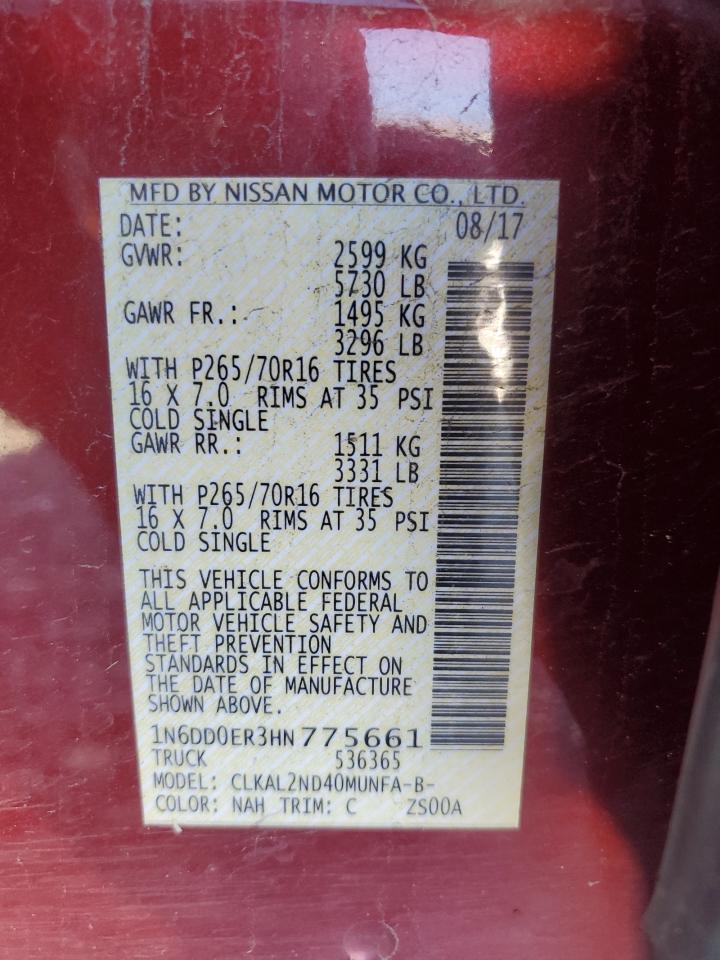 MFD BY NISSAN MOTOR CO., LTD.
DATE: 08/17
GVWR: 2599 KG
5730 LB
GAWR FR.: 1495 KG
3296 LB
WITH P265/70R16 TIRES
16 X 7.0 RIMS AT 35 PSI
COLD SINGLE
GAWR RR.: 1511 KG
3331 LB
WITH P265/70R16 TIRES
16 X 7.0 RIMS AT 35 PSI
COLD SINGLE
THIS VEHICLE CONFORMS TO
ALL APPLICABLE FEDERAL
MOTOR VEHICLE SAFETY AND
THEFT PREVENTION
STANDARDS IN EFFECT ON
THE DATE OF MANUFACTURE
SHOWN ABOVE.
1N6DD0ER3HN775661
TRUCK 536365
MODEL: CLKAL2ND40MUNFA-B-
COLOR: NAH TRIM: C ZS00A